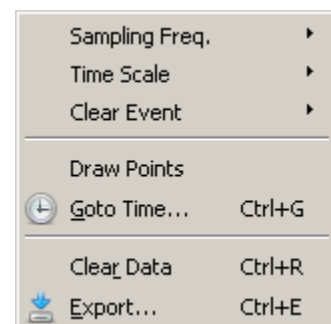 Sampling Freq.
Time Scale
Clear Event
Draw Points
Goto Time... Ctrl+G
Clear Data Ctrl+R
Export... Ctrl+E